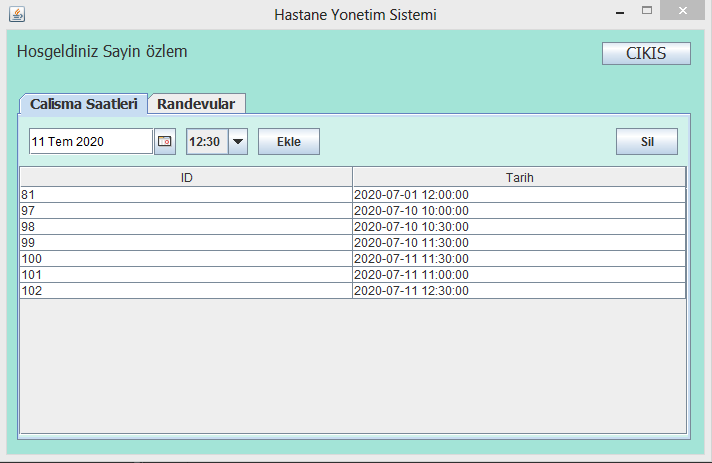 Hastane Yonetim Sistemi
Hosgeldiniz Sayin özlem
CIKIS
Calisma Saatleri Randevular
11 Tem 2020 12:30 Ekle Sil
ID Tarih
81 2020-07-01 12:00:00
97 2020-07-10 10:00:00
98 2020-07-10 10:30:00
99 2020-07-10 11:30:00
100 2020-07-11 11:30:00
101 2020-07-11 11:00:00
102 2020-07-11 12:30:00